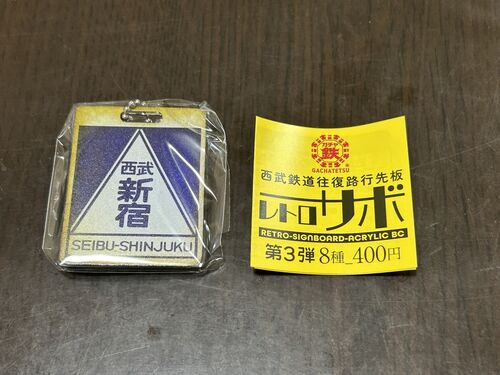 西武
新宿
SEIBU-SHINJUKU
ガチャ
鉄
GACHATETSU
西武鉄道往復路行先板
レトロサボ
RETRO-SIGNBOARD-ACRYLIC BC
第3弾 8種_400円